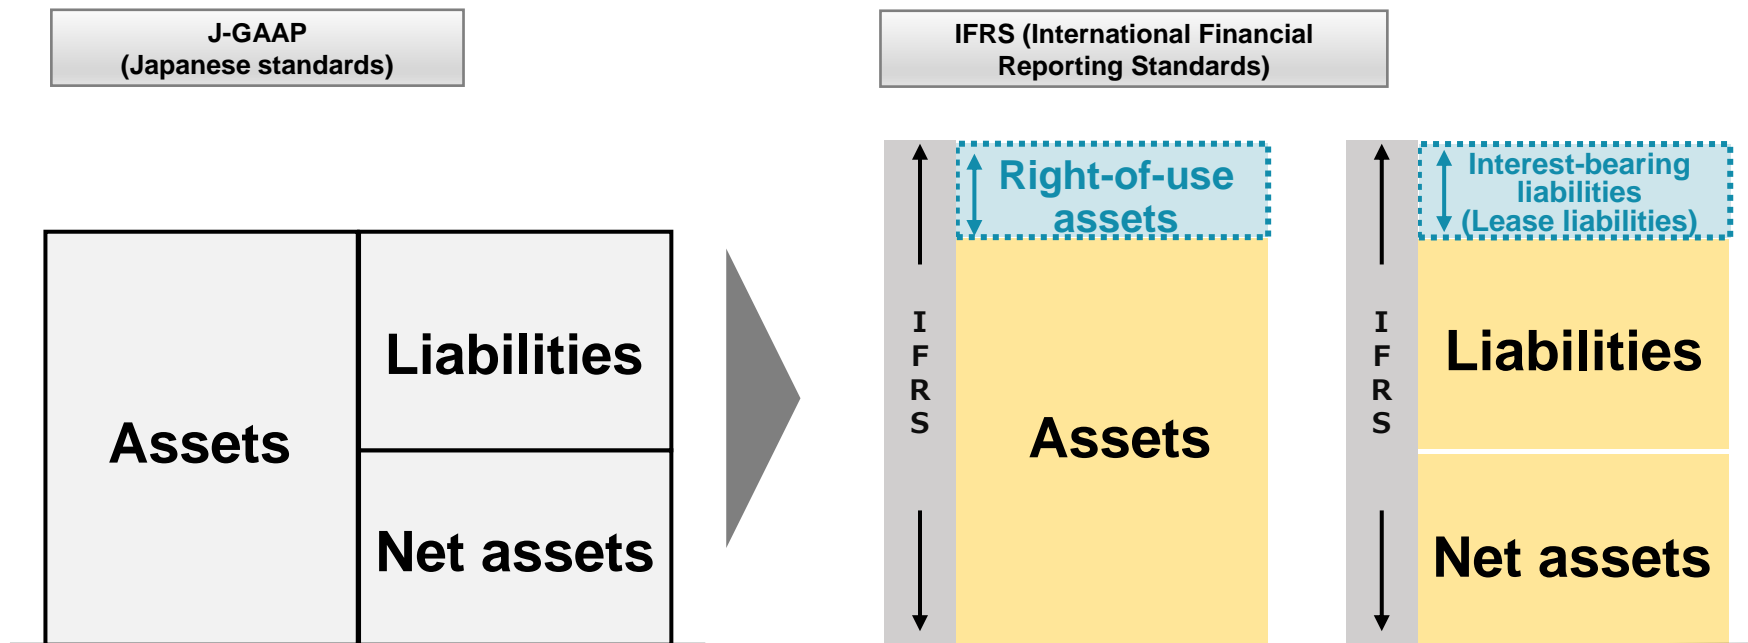 J-GAAP
(Japanese standards)
IFRS (International Financial
Reporting Standards)
Assets
Liabilities
Net assets
I
F
R
S
Right-of-use
assets
Assets
I
F
R
S
Interest-bearing
liabilities
(Lease liabilities)
Liabilities
Net assets